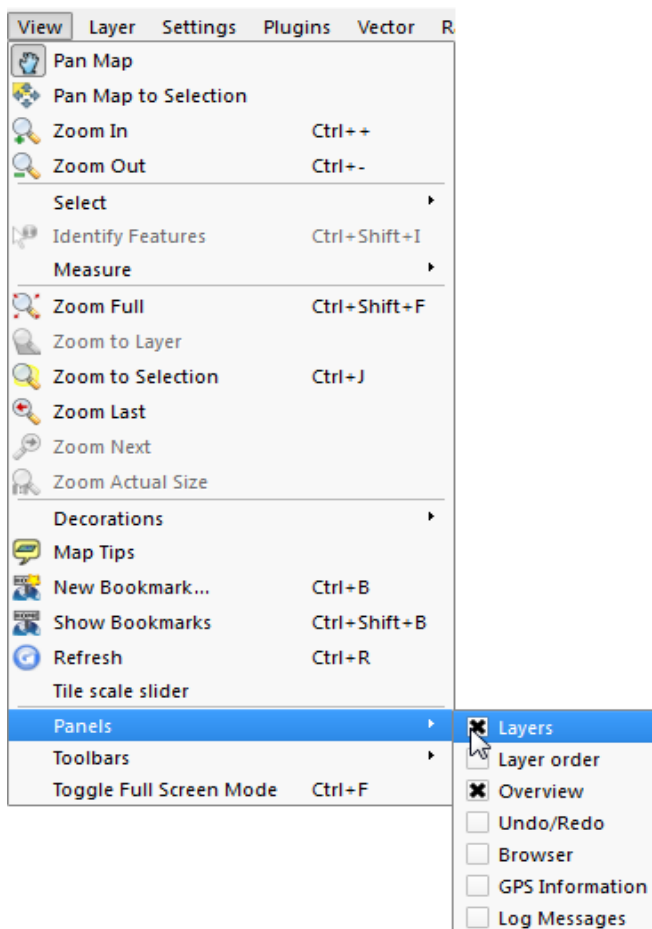 View Layer Settings Plugins Vector R
Pan Map
Pan Map to Selection
Zoom In Ctrl++
Zoom Out Ctrl+-
Select
Identify Features Ctrl+Shift+I
Measure
Zoom Full Ctrl+Shift+F
Zoom to Layer
Zoom to Selection Ctrl+J
Zoom Last
Zoom Next
Zoom Actual Size
Decorations
Map Tips
New Bookmark... Ctrl+B
Show Bookmarks Ctrl+Shift+B
Refresh Ctrl+R
Tile scale slider
Panels
Toolbars
Toggle Full Screen Mode Ctrl+F
Layers
Layer order
Overview
Undo/Redo
Browser
GPS Information
Log Messages